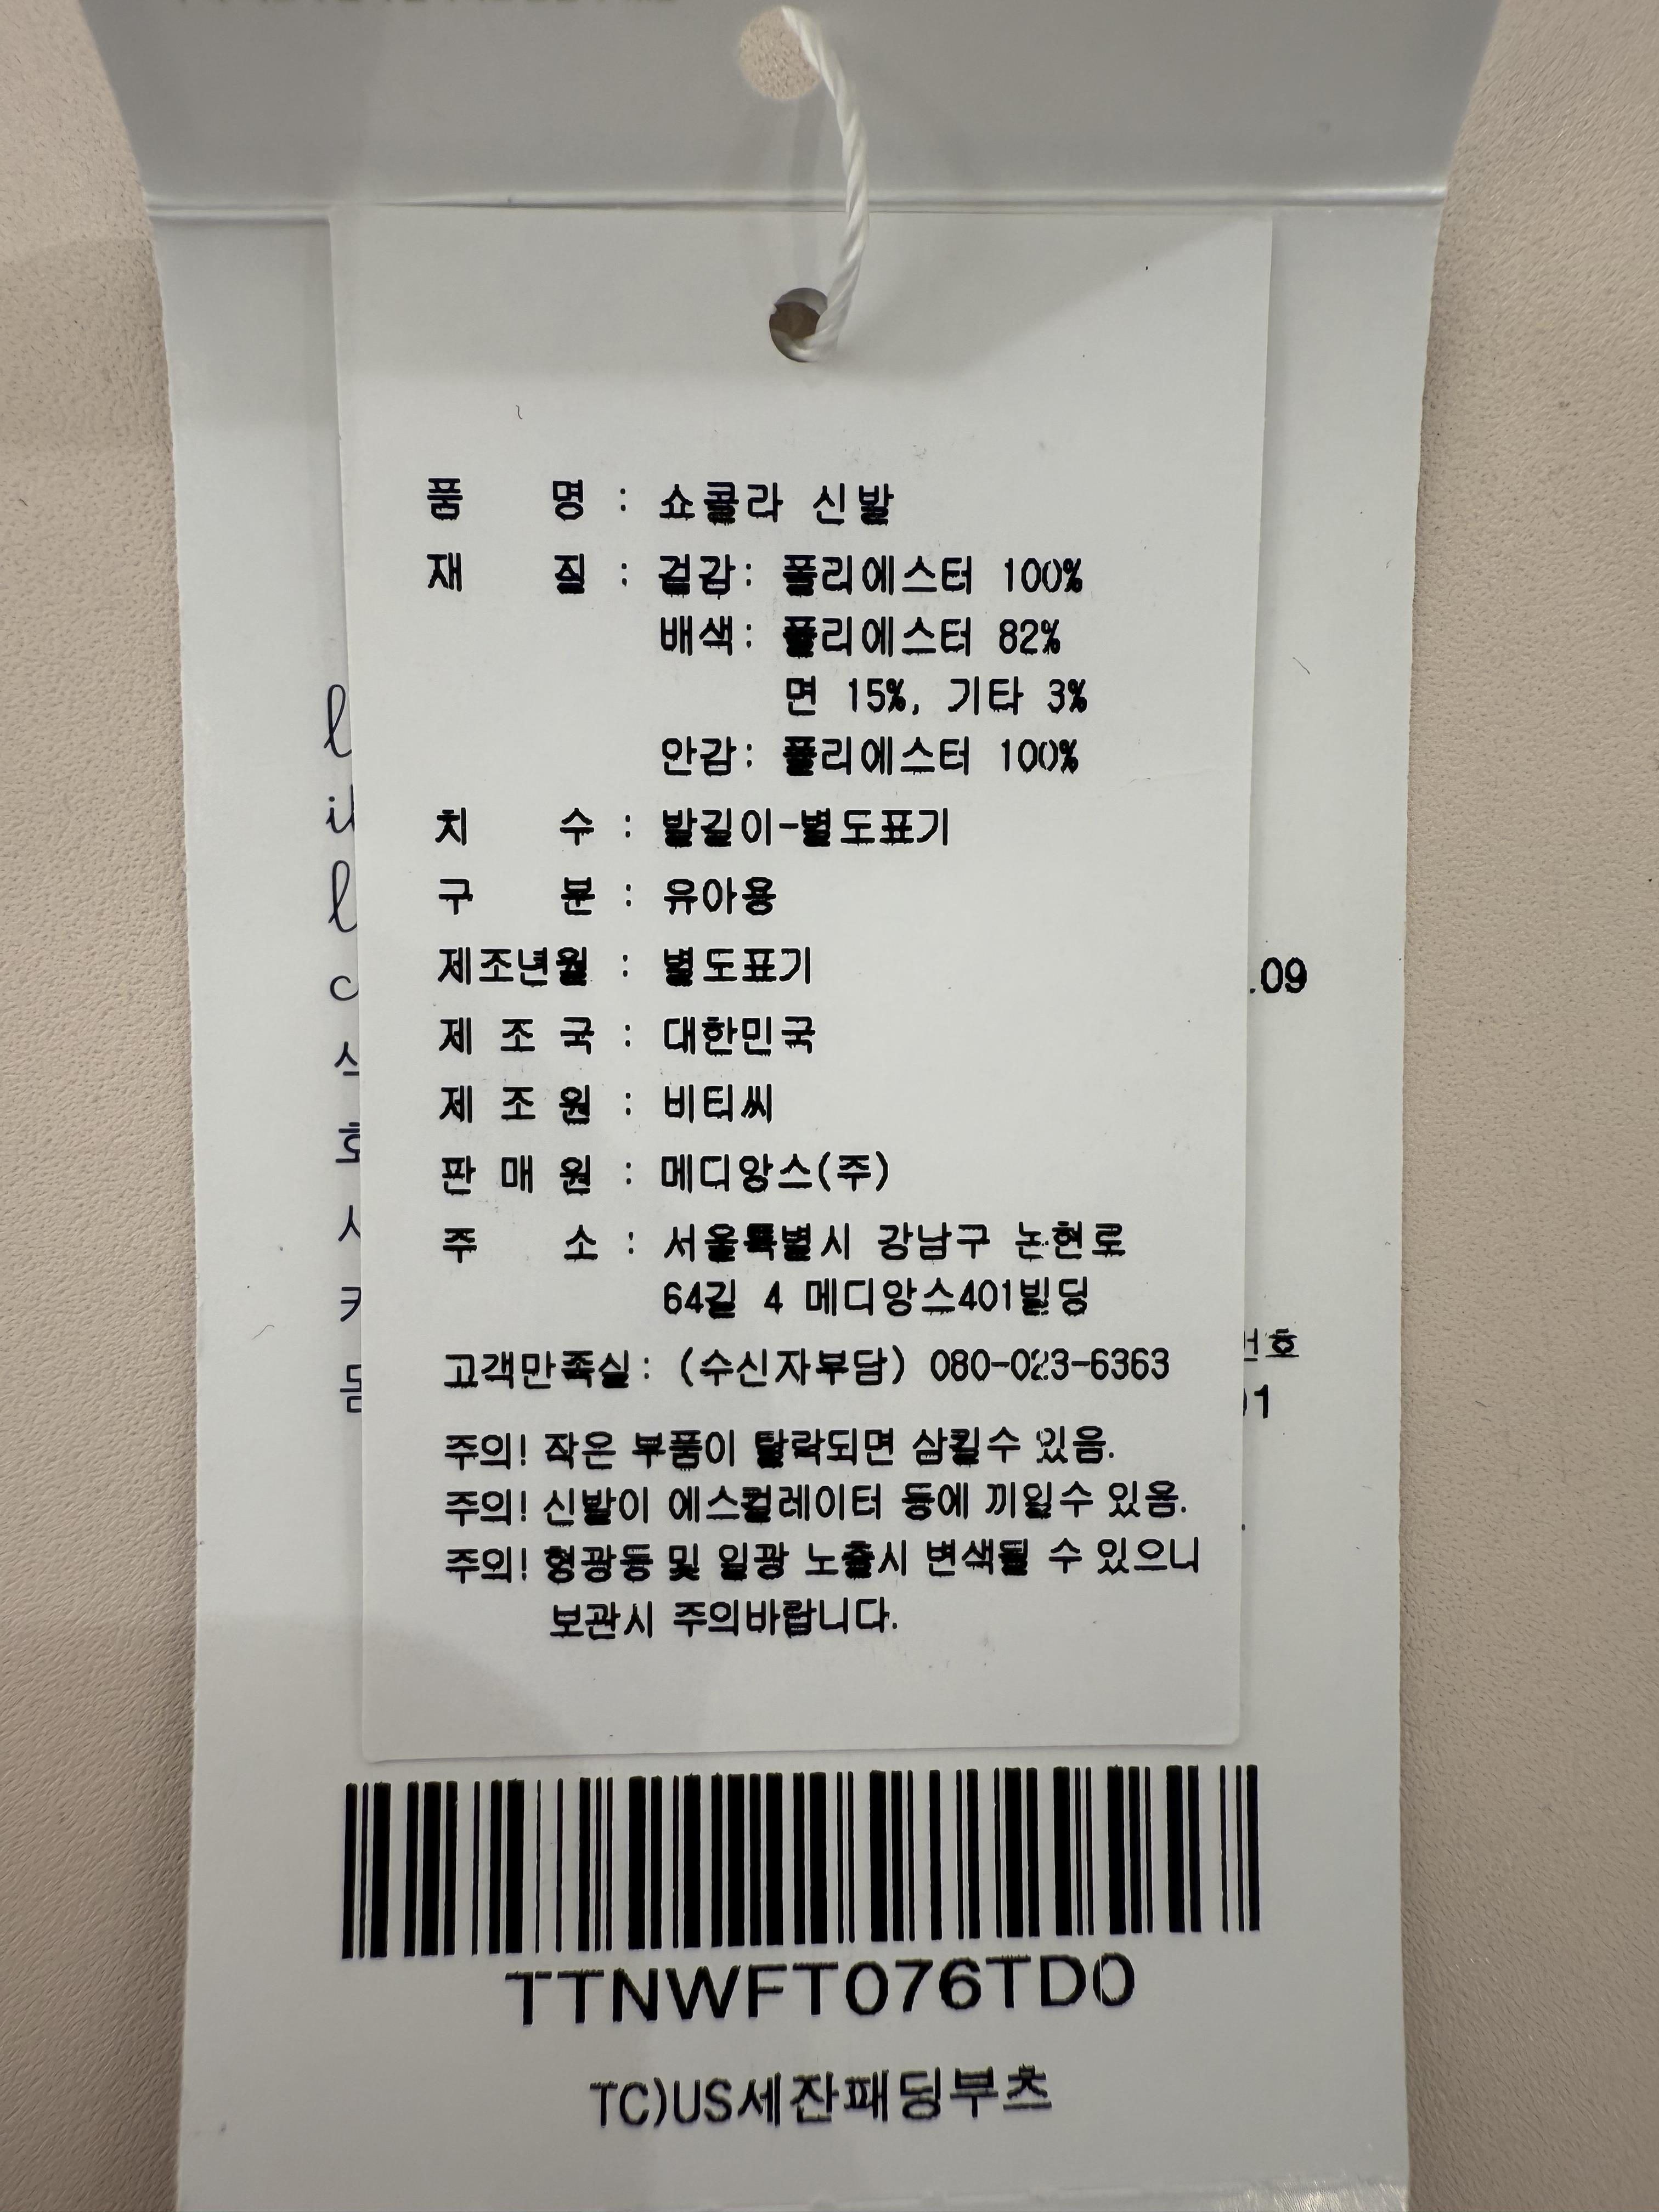 품 명 : 쇼콜라 신발
재 질 : 겉감: 폴리에스터 100%
배색: 폴리에스터 82%
면 15%, 기타 3%
안감: 폴리에스터 100%
치 수 : 발길이-별도표기
구 분 : 유아용
제조년월 : 별도표기
.09
제 조 국 : 대한민국
제 조 원 : 비티씨
판 매 원 : 메디앙스(주)
주 소 : 서울특별시 강남구 논현로
64길 4 메디앙스401빌딩
고객만족실: (수신자부담) 080-023-6363
주의! 작은 부품이 탈락되면 삼킬수 있음.
주의! 신발이 에스컬레이터 등에 끼일수 있음.
주의! 형광등 및 일광 노출시 변색될 수 있으니
보관시 주의바랍니다.
TTNWFT076TD0
TC)US세잔패딩부츠